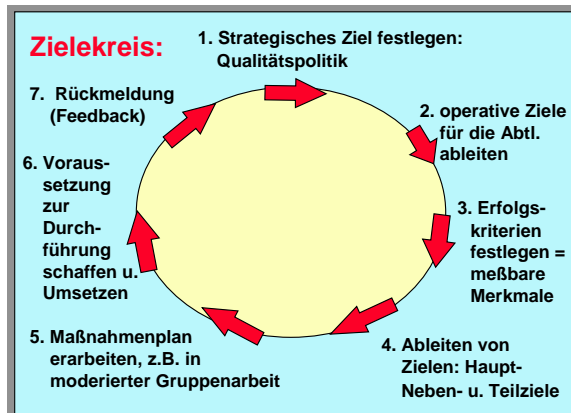 Zielekreis:
1. Strategisches Ziel festlegen:
Qualitätspolitik
2. operative Ziele
für die Abtl.
ableiten
3. Erfolgs-
kriterien
festlegen =
meßbare
Merkmale
4. Ableiten von
Zielen: Haupt-
Neben- u. Teilziele
5. Maßnahmenplan
erarbeiten, z.B. in
moderierter Gruppenarbeit
6. Voraus-
setzung
zur
Durch-
führung
schaffen u.
Umsetzen
7. Rückmeldung
(Feedback)